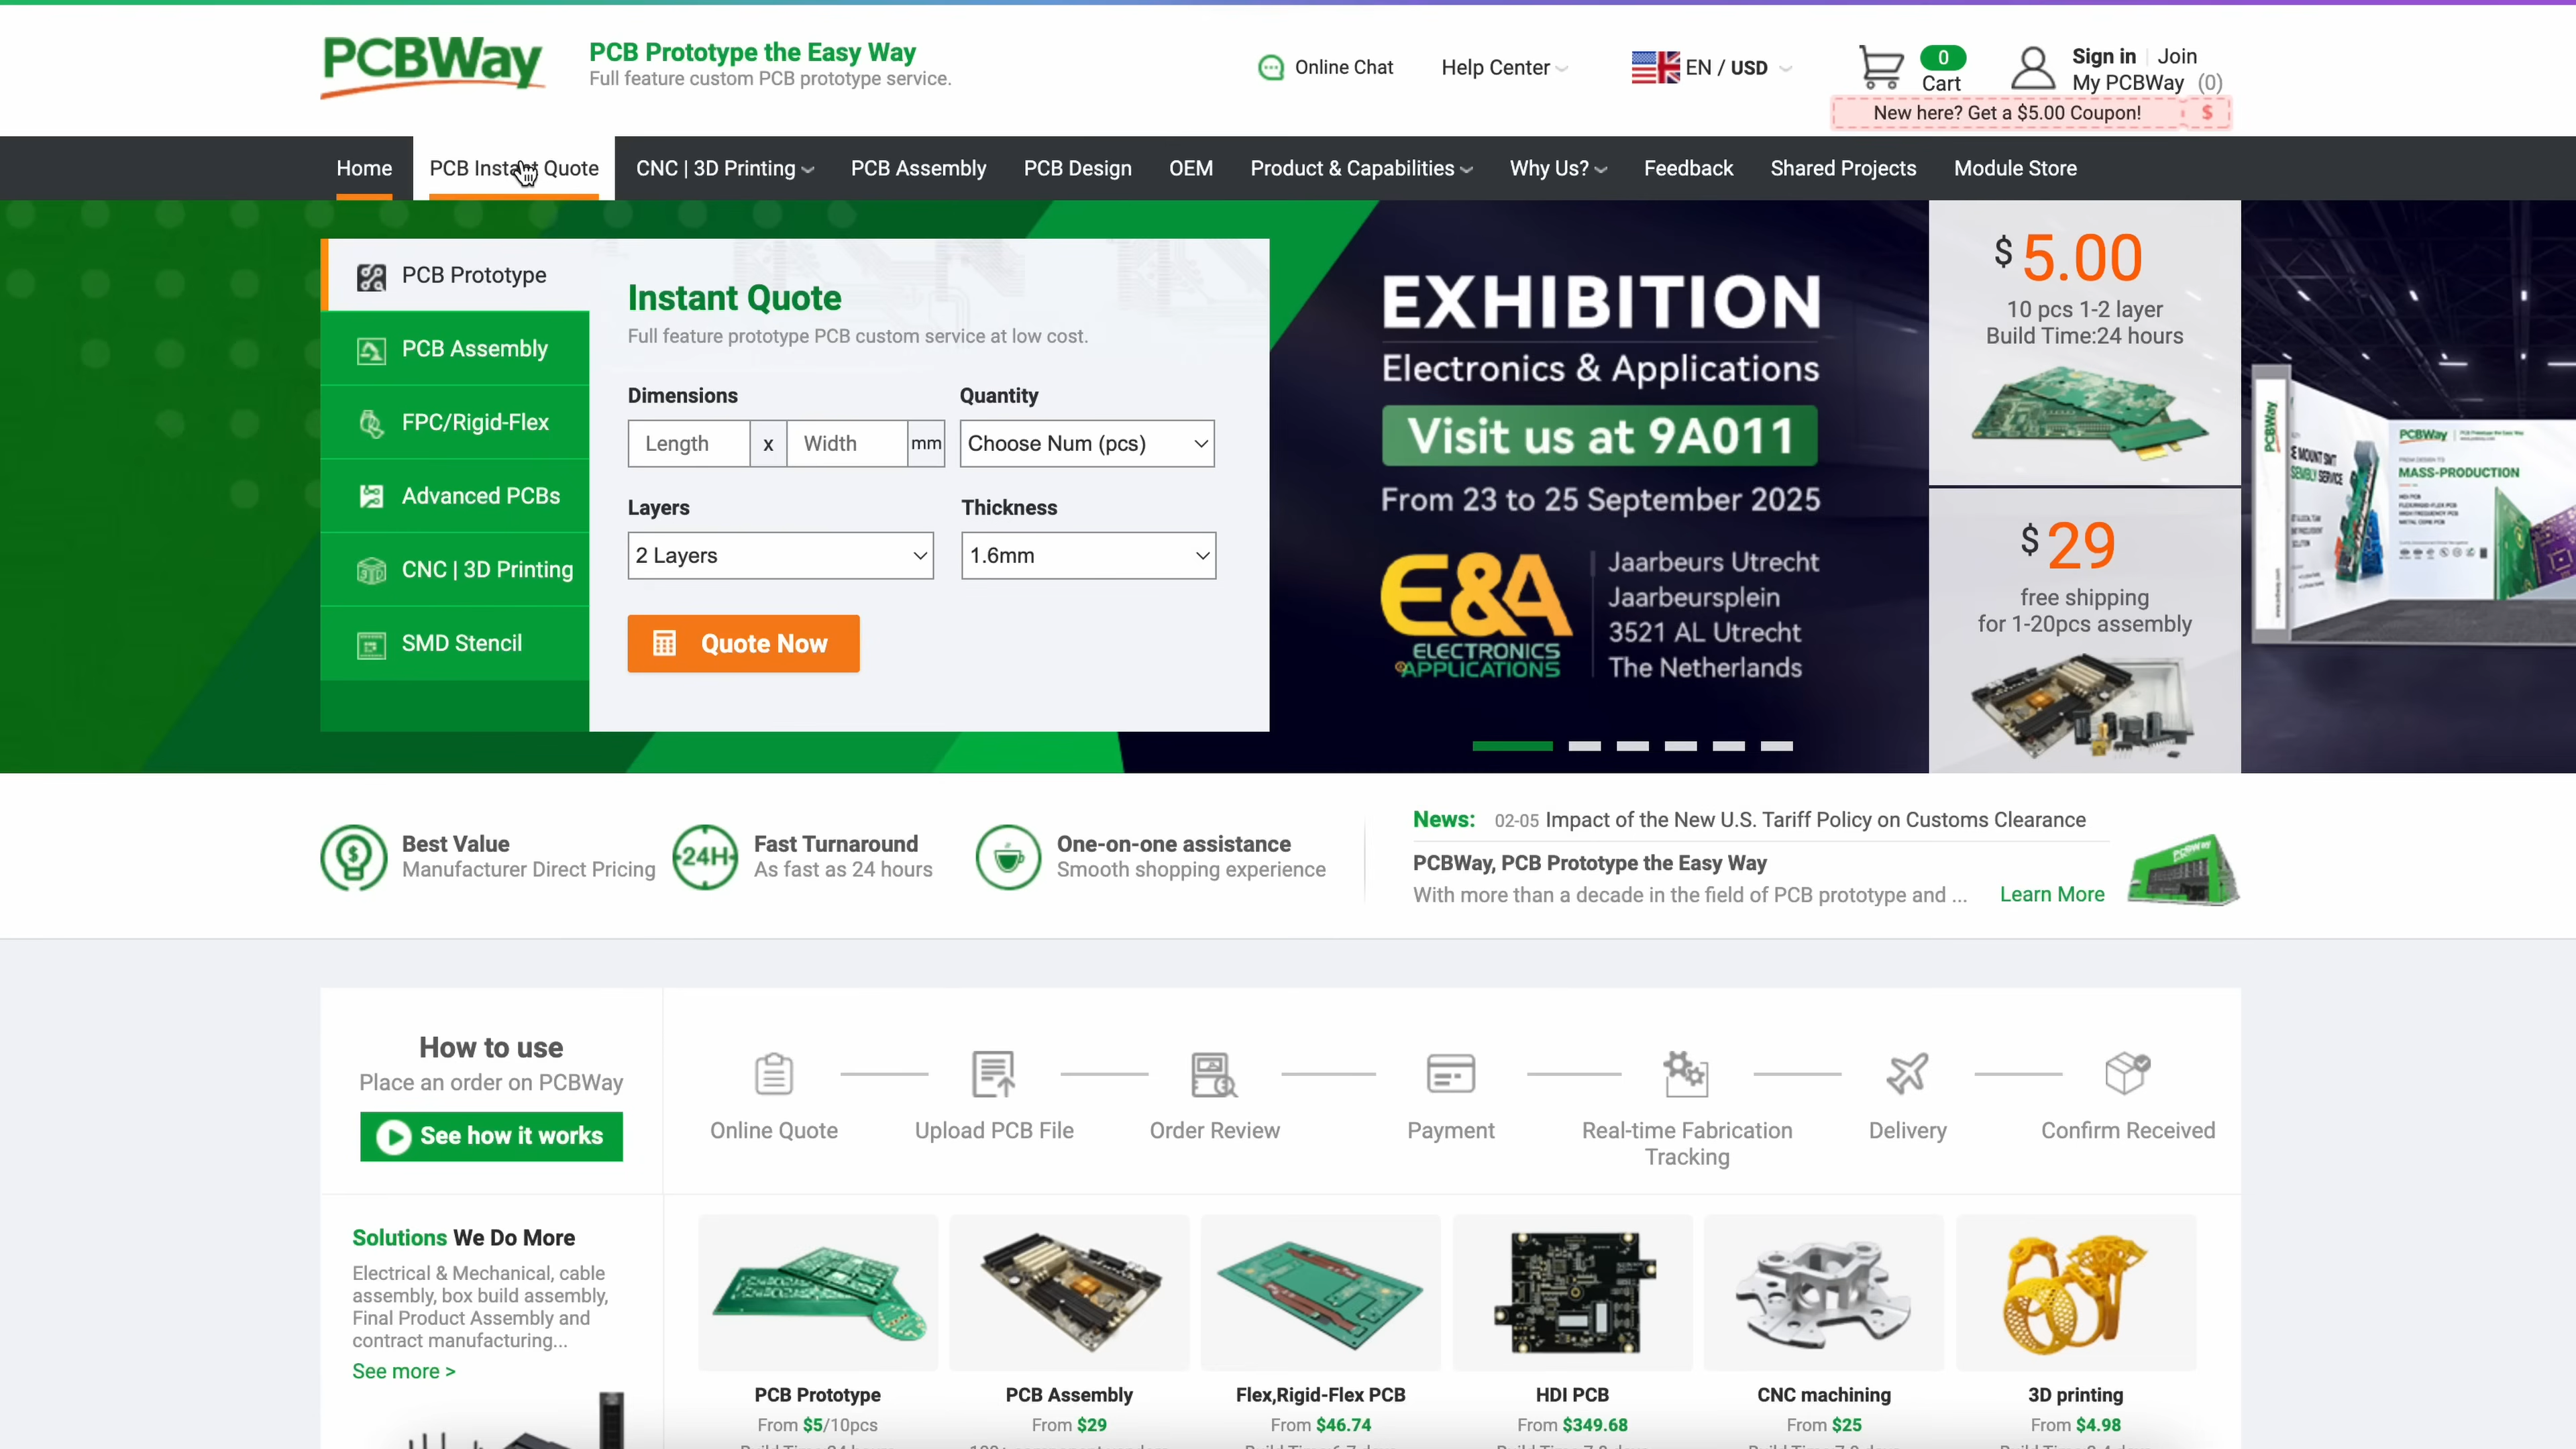 PCBWay
PCB Prototype the Easy Way
Full feature custom PCB prototype service.
Online Chat
Help Center
EN / USD
0
Cart
Sign in | Join
My PCBWay (0)
New here? Get a $5.00 Coupon! $
Home
PCB Instant Quote
CNC | 3D Printing
PCB Assembly
PCB Design
OEM
Product & Capabilities
Why Us?
Feedback
Shared Projects
Module Store
PCB Prototype
PCB Assembly
FPC/Rigid-Flex
Advanced PCBs
CNC | 3D Printing
SMD Stencil
Instant Quote
Full feature prototype PCB custom service at low cost.
Dimensions
Quantity
Length x Width mm
Choose Num (pcs)
Layers
Thickness
2 Layers
1.6mm
Quote Now
EXHIBITION
Electronics & Applications
Visit us at 9A011
From 23 to 25 September 2025
E&A
ELECTRONICS
&APPLICATIONS
Jaarbeurs Utrecht
Jaarbeursplein
3521 AL Utrecht
The Netherlands
$5.00
10 pcs 1-2 layer
Build Time:24 hours
$29
free shipping
for 1-20pcs assembly
PCBWay
PCBWay
MASS-PRODUCTION
Best Value
Manufacturer Direct Pricing
24H
Fast Turnaround
As fast as 24 hours
One-on-one assistance
Smooth shopping experience
News: 02-05 Impact of the New U.S. Tariff Policy on Customs Clearance
PCBWay, PCB Prototype the Easy Way
With more than a decade in the field of PCB prototype and ... Learn More
How to use
Place an order on PCBWay
See how it works
Online Quote
Upload PCB File
Order Review
Payment
Real-time Fabrication
Tracking
Delivery
Confirm Received
Solutions We Do More
Electrical & Mechanical, cable
assembly, box build assembly,
Final Product Assembly and
contract manufacturing...
See more >
PCB Prototype
From $5/10pcs
PCB Assembly
From $29
Flex,Rigid-Flex PCB
From $46.74
HDI PCB
From $349.68
CNC machining
From $25
3D printing
From $4.98